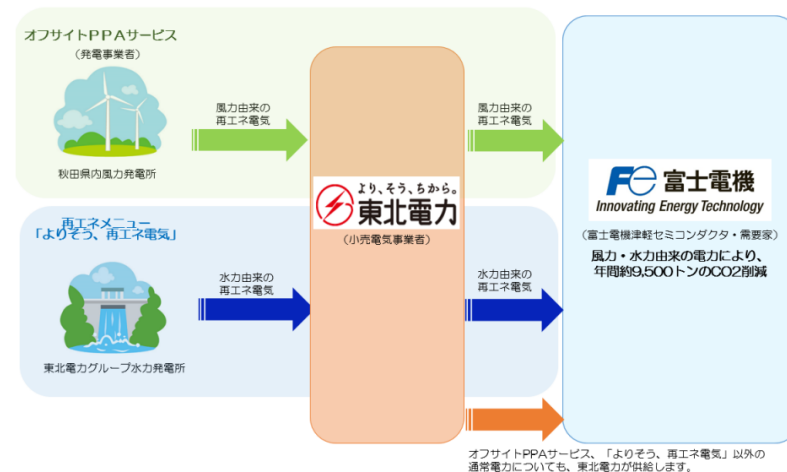 オフサイトPPAサービス
（発電事業者）
風力由来の
再エネ電気
風力由来の
再エネ電気
秋田県内風力発電所
より、そう、ちから。
東北電力
（小売電気事業者）
Fe 富士電機
Innovating Energy Technology
（富士電機津軽セミコンダクタ・需要家）
風力・水力由来の電力により、
年間約9,500トンのCO2削減
再エネメニュー
「よりそう、再エネ電気」
水力由来の
再エネ電気
水力由来の
再エネ電気
東北電力グループ水力発電所
オフサイトPPAサービス、「よりそう、再エネ電気」以外の
通常電力についても、東北電力が供給します。